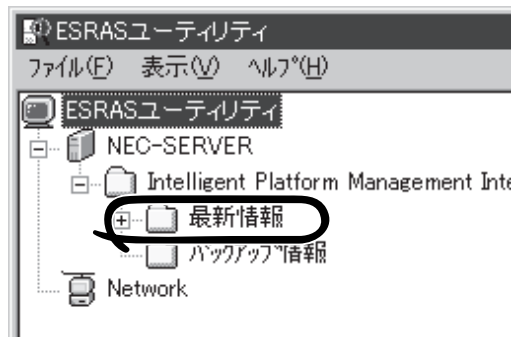 ESRASユーティリティ
ファイル(F) 表示(V) ヘルプ(H)
ESRASユーティリティ
NEC-SERVER
Intelligent Platform Management Inte
最新情報
バックアップ情報
Network